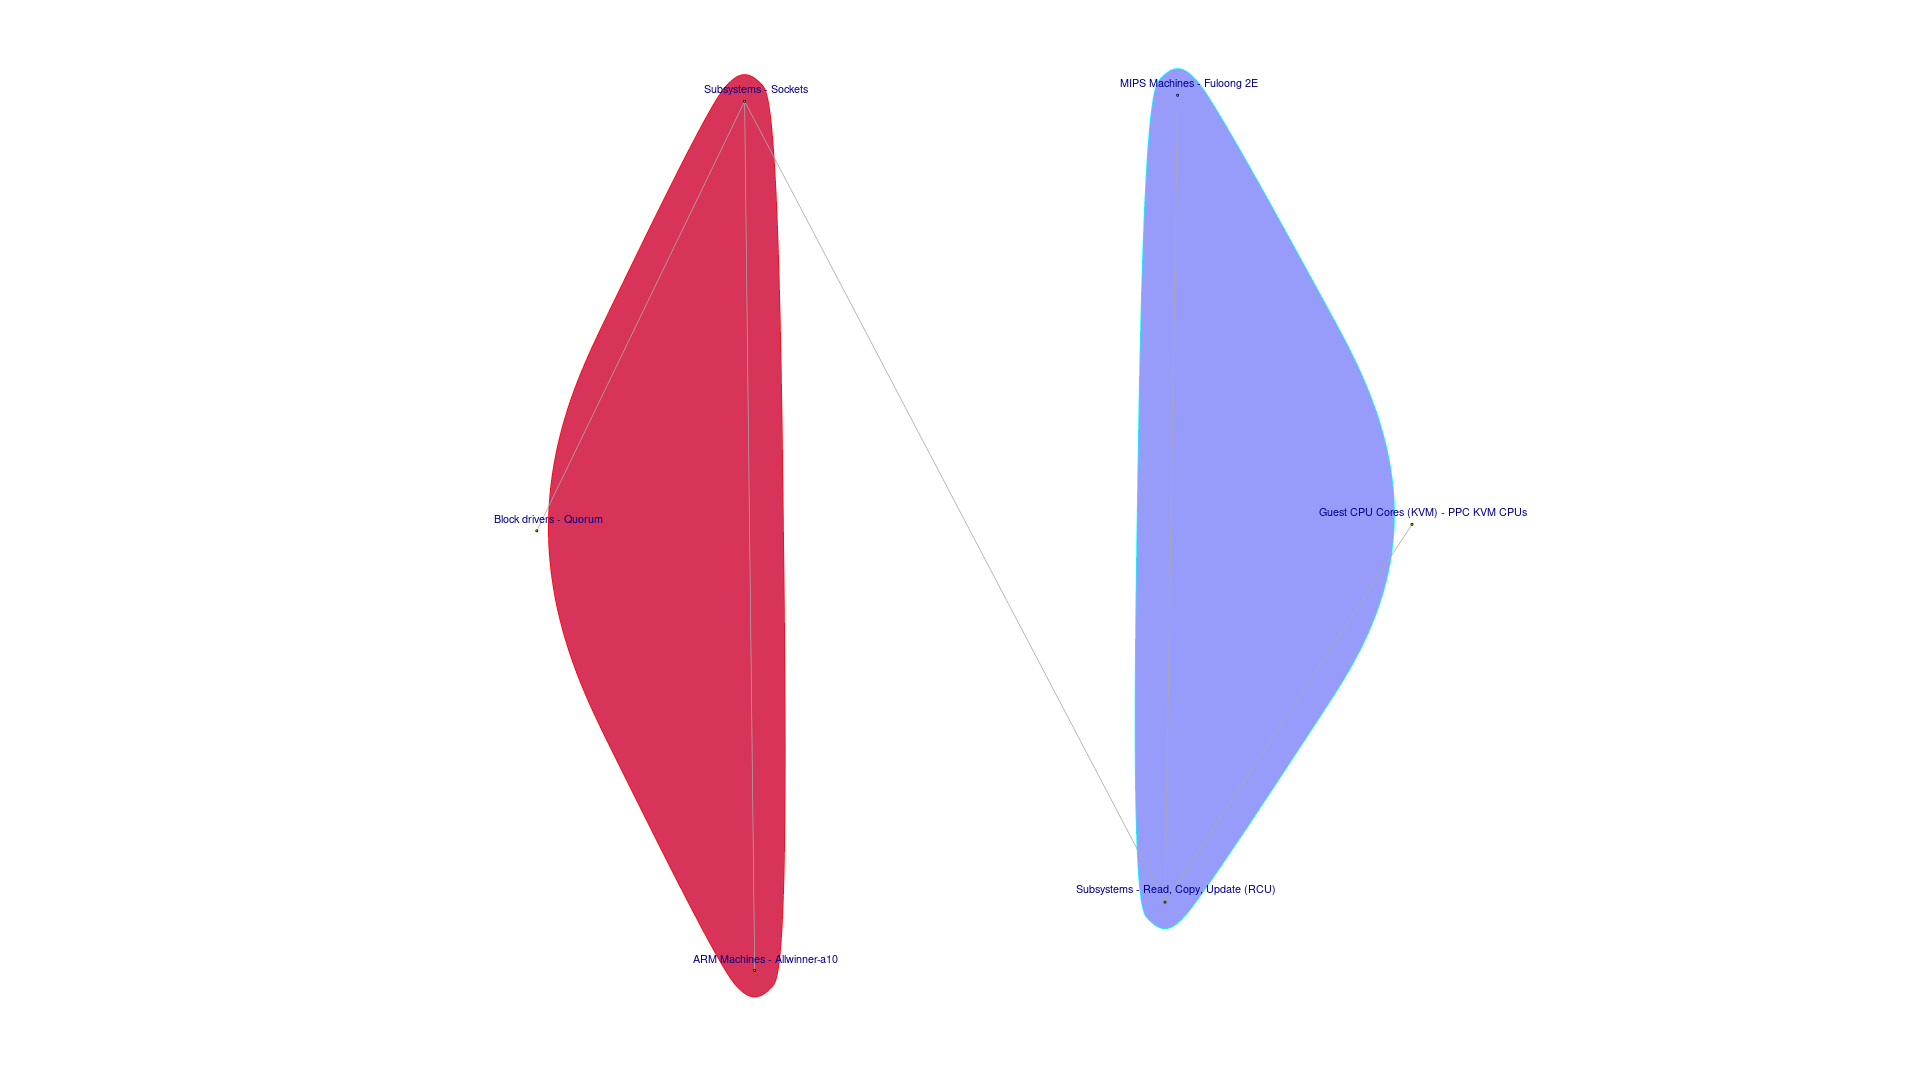 MIPS Machines - Fuloong 2E
Subsystems - Sockets
Guest CPU Cores (KVM) - PPC KVM CPUs
Block drivers - Quorum
Subsystems - Read, Copy, Update (RCU)
ARM Machines - Allwinner-a10